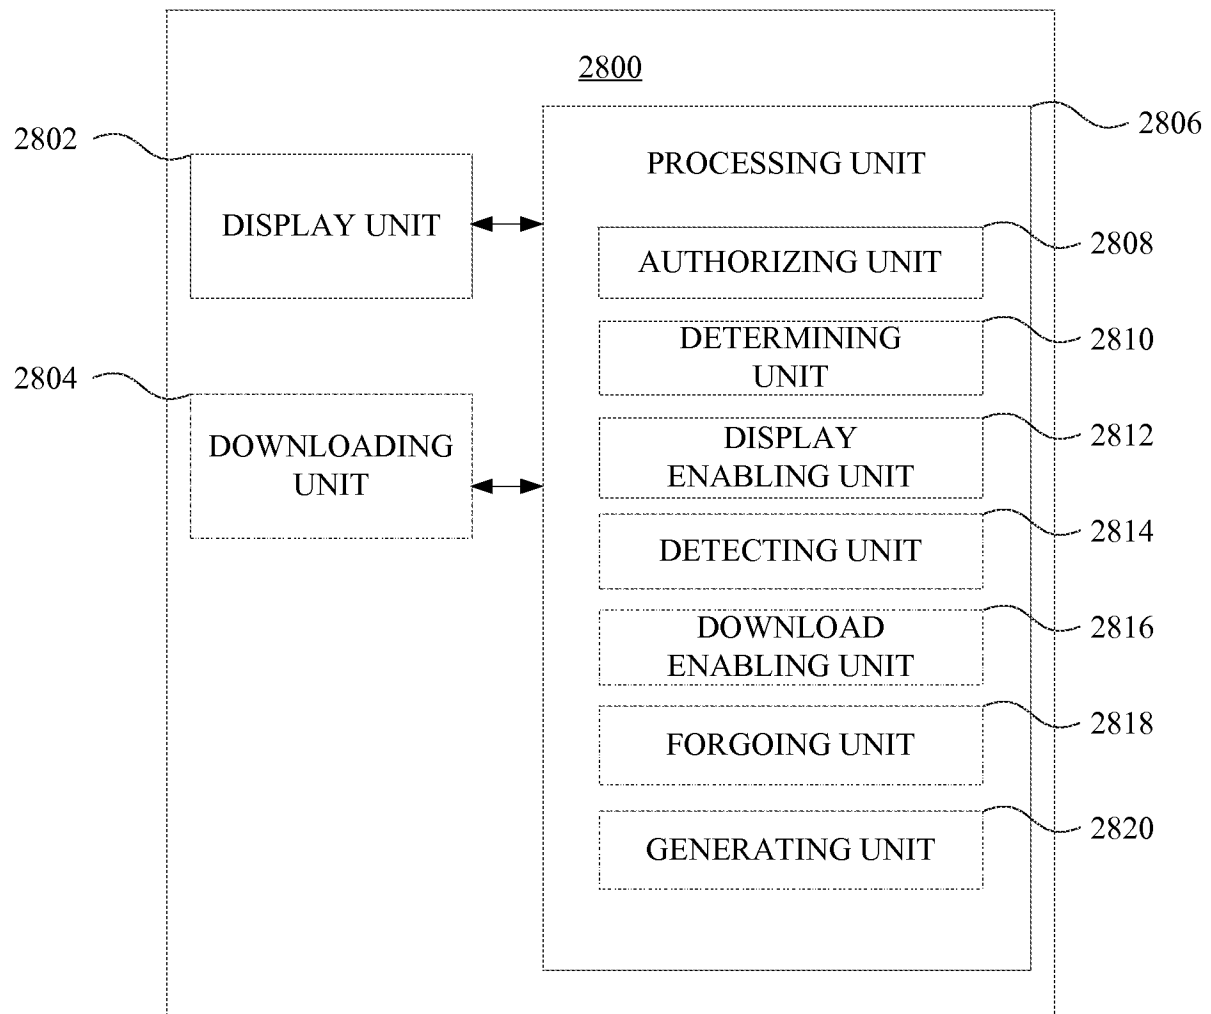 2800
2802
DISPLAY UNIT
2804
DOWNLOADING
UNIT
2806
PROCESSING UNIT
2808
AUTHORIZING UNIT
2810
DETERMINING
UNIT
2812
DISPLAY
ENABLING UNIT
2814
DETECTING UNIT
2816
DOWNLOAD
ENABLING UNIT
2818
FORGOING UNIT
2820
GENERATING UNIT